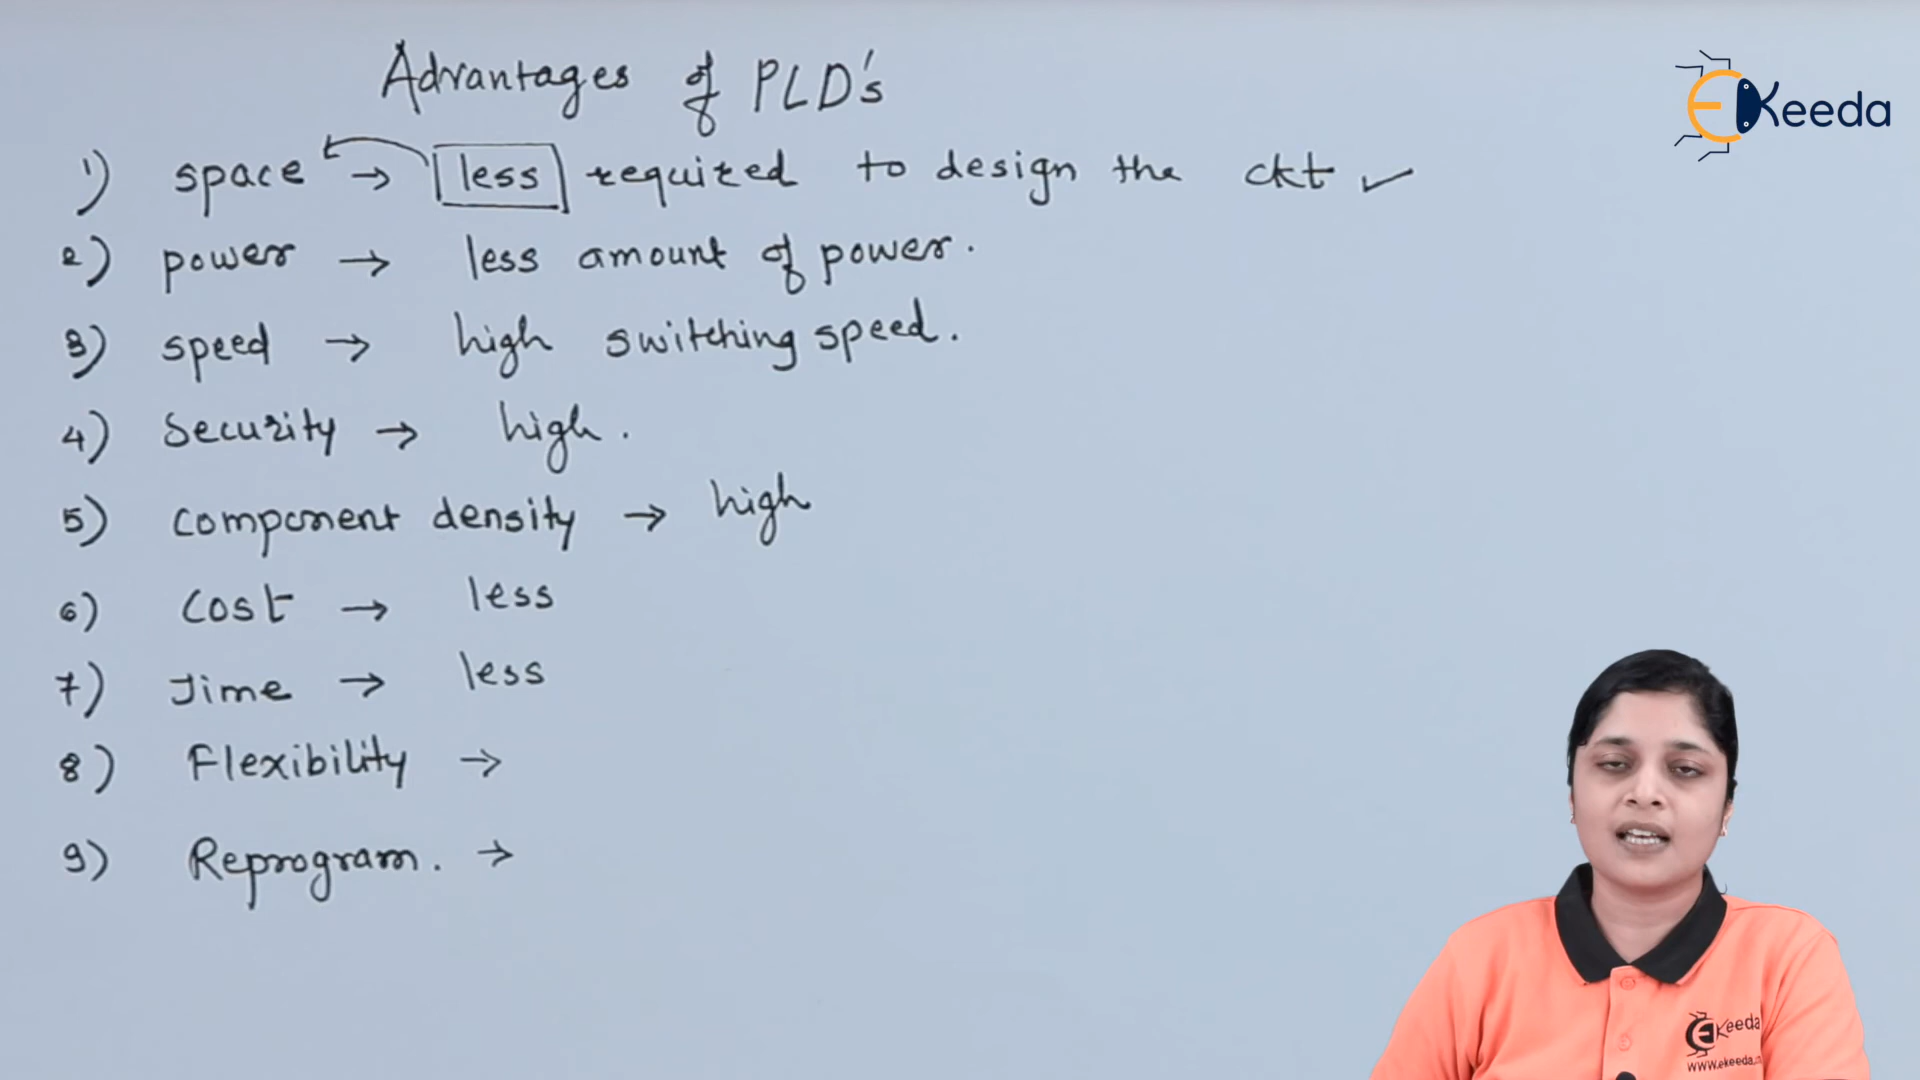 Advantages of PLD's
EKeeda
1) space → less required to design the ckt ✓
2) power → less amount of power.
3) speed → high switching speed.
4) Security → high.
5) component density → high
6) Cost → less
7) Time → less
8) Flexibility →
9) Reprogram. →
EKeeda